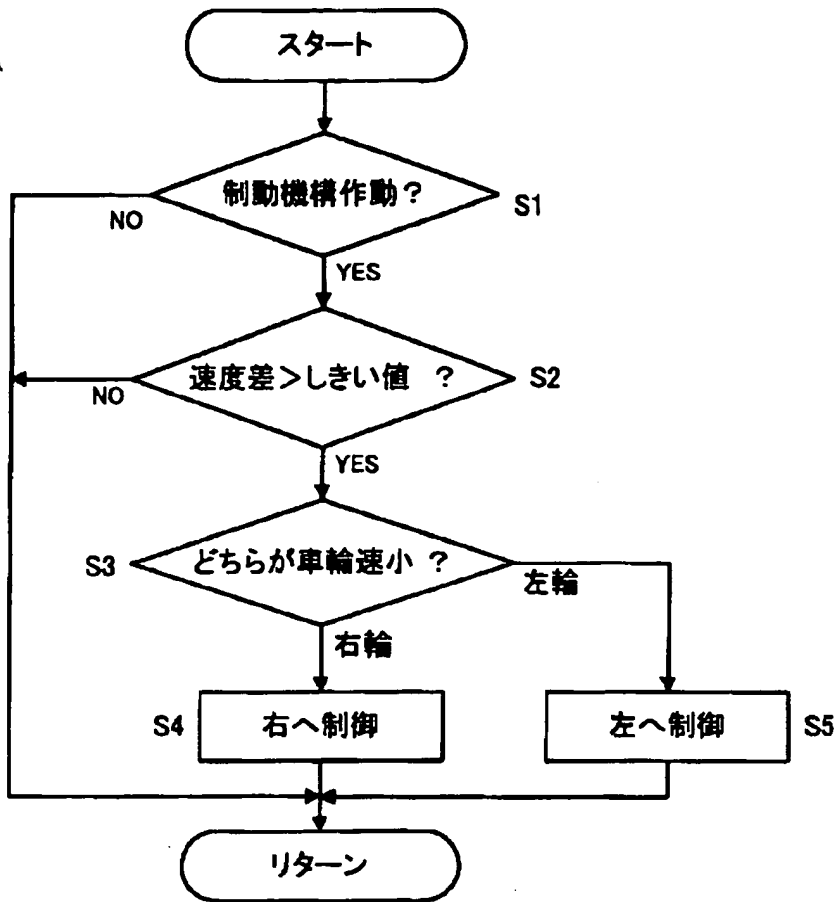 スタート
制動機構作動？
S1
NO
YES
速度差＞しきい値 ？
S2
NO
YES
S3
どちらが車輪速小 ？
左輪
右輪
S4
右へ制御
左へ制御
S5
リターン